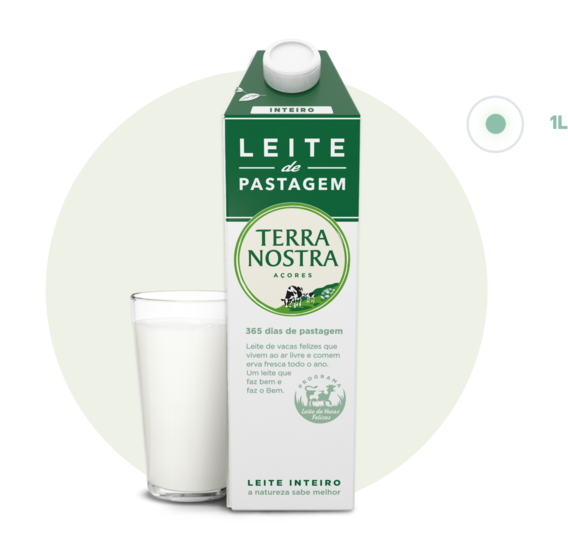 INTEIRO
LEITE
de
PASTAGEM
TERRA
NOSTRA
AÇORES
365 dias de pastagem
Leite de vacas felizes que
vivem ao ar livre e comem
erva fresca todo o ano.
Um leite que
faz bem e
faz o Bem.
PROGRAMA
Leite de Vacas
Felizes
LEITE INTEIRO
a natureza sabe melhor
1L